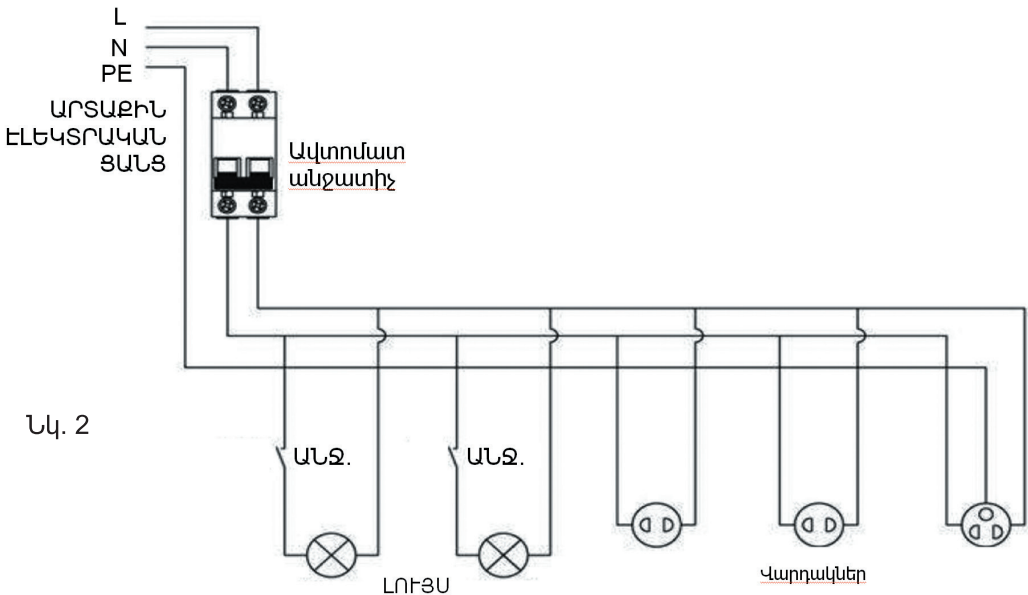 L
N
PE
ԱՐՏԱՔԻՆ
ԷԼԵԿՏՐԱԿԱՆ
ՑԱՆՑ
Ավտոմատ
անջատիչ
Նկ. 2
ԱՆՋ.
ԱՆՋ.
ԼՈՒՅՍ
Վարդակներ